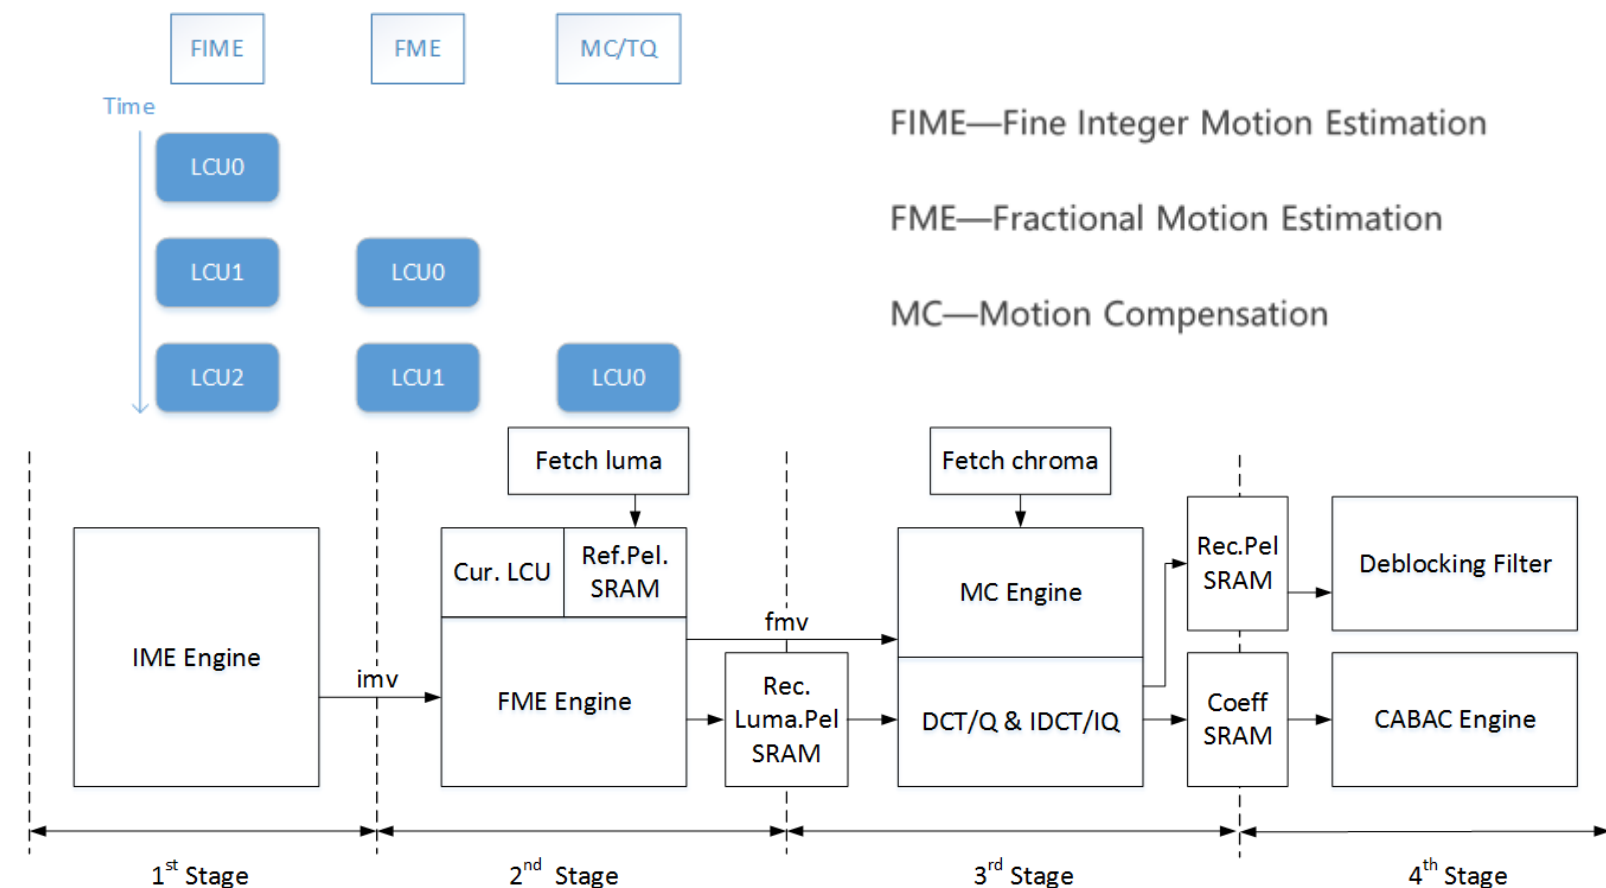 FIME
FME
MC/TQ
Time
LCU0
LCU1
LCU0
LCU2
LCU1
LCU0
FIME—Fine Integer Motion Estimation
FME—Fractional Motion Estimation
MC—Motion Compensation
Fetch luma
Fetch chroma
IME Engine
imv
Cur. LCU
Ref.Pel.
SRAM
FME Engine
fmv
Rec.
Luma.Pel
SRAM
MC Engine
DCT/Q & IDCT/IQ
Rec.Pel
SRAM
Coeff
SRAM
Deblocking Filter
CABAC Engine
1st Stage
2nd Stage
3rd Stage
4th Stage